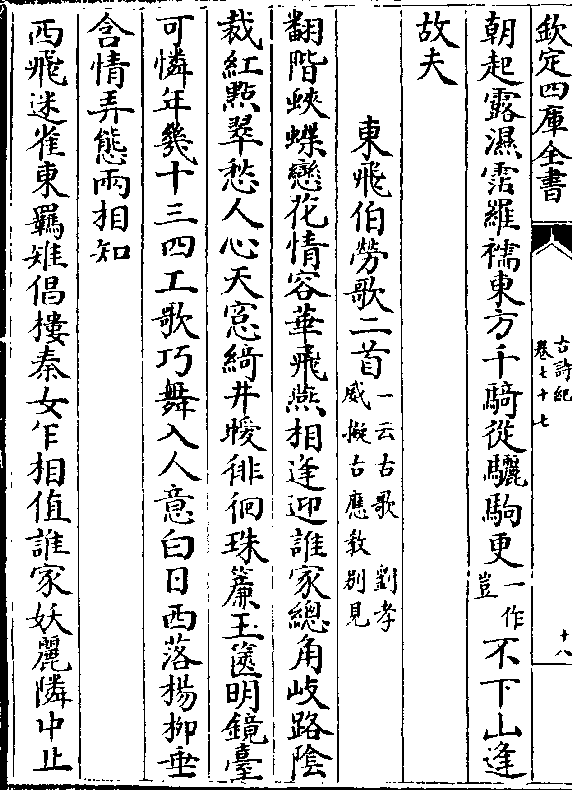 欽定四庫全書
古詩紀
卷七十七
十八
朝起露濕霑羅襦東方千騎從驪駒更一作豈不下山逢
故夫
東飛伯勞歌二首一云古歌 劉孝威擬古應教別見
翻階蛺蝶戀花情容華飛燕相逢迎誰家總角岐路陰
裁紅點翠愁人心天窓綺井曖徘徊珠簾玉篋明鏡臺
可憐年幾十三四工歌巧舞入人意白日西落楊柳垂
含情弄態兩相知
西飛迷雀東羈雉倡樓秦女乍相值誰家妖麗隣中止